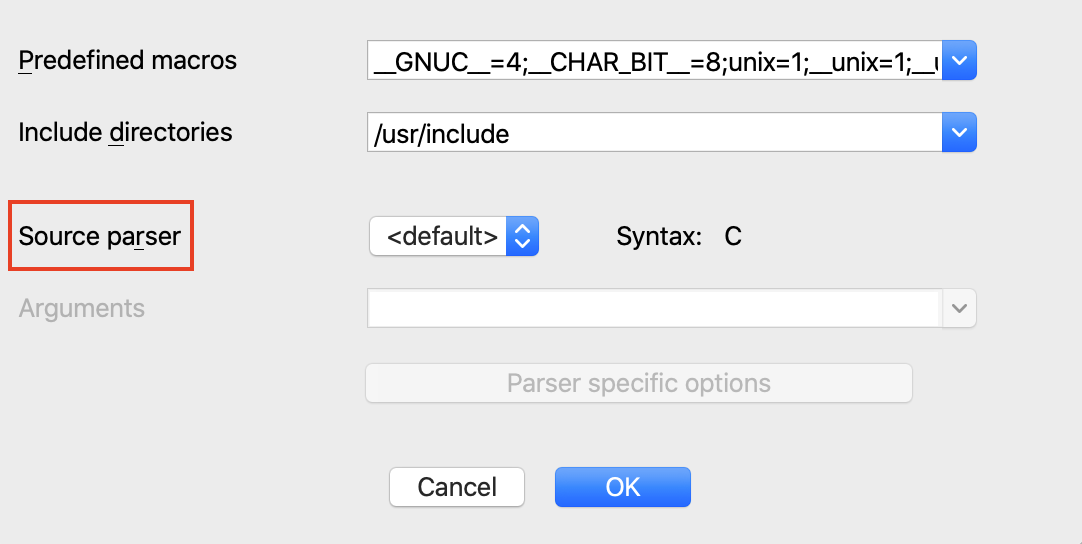 Predefined macros __GNUC__=4;__CHAR_BIT__=8;unix=1;__unix=1;__u
Include directories /usr/include
Source parser <default> Syntax: C
Arguments
Parser specific options
Cancel OK